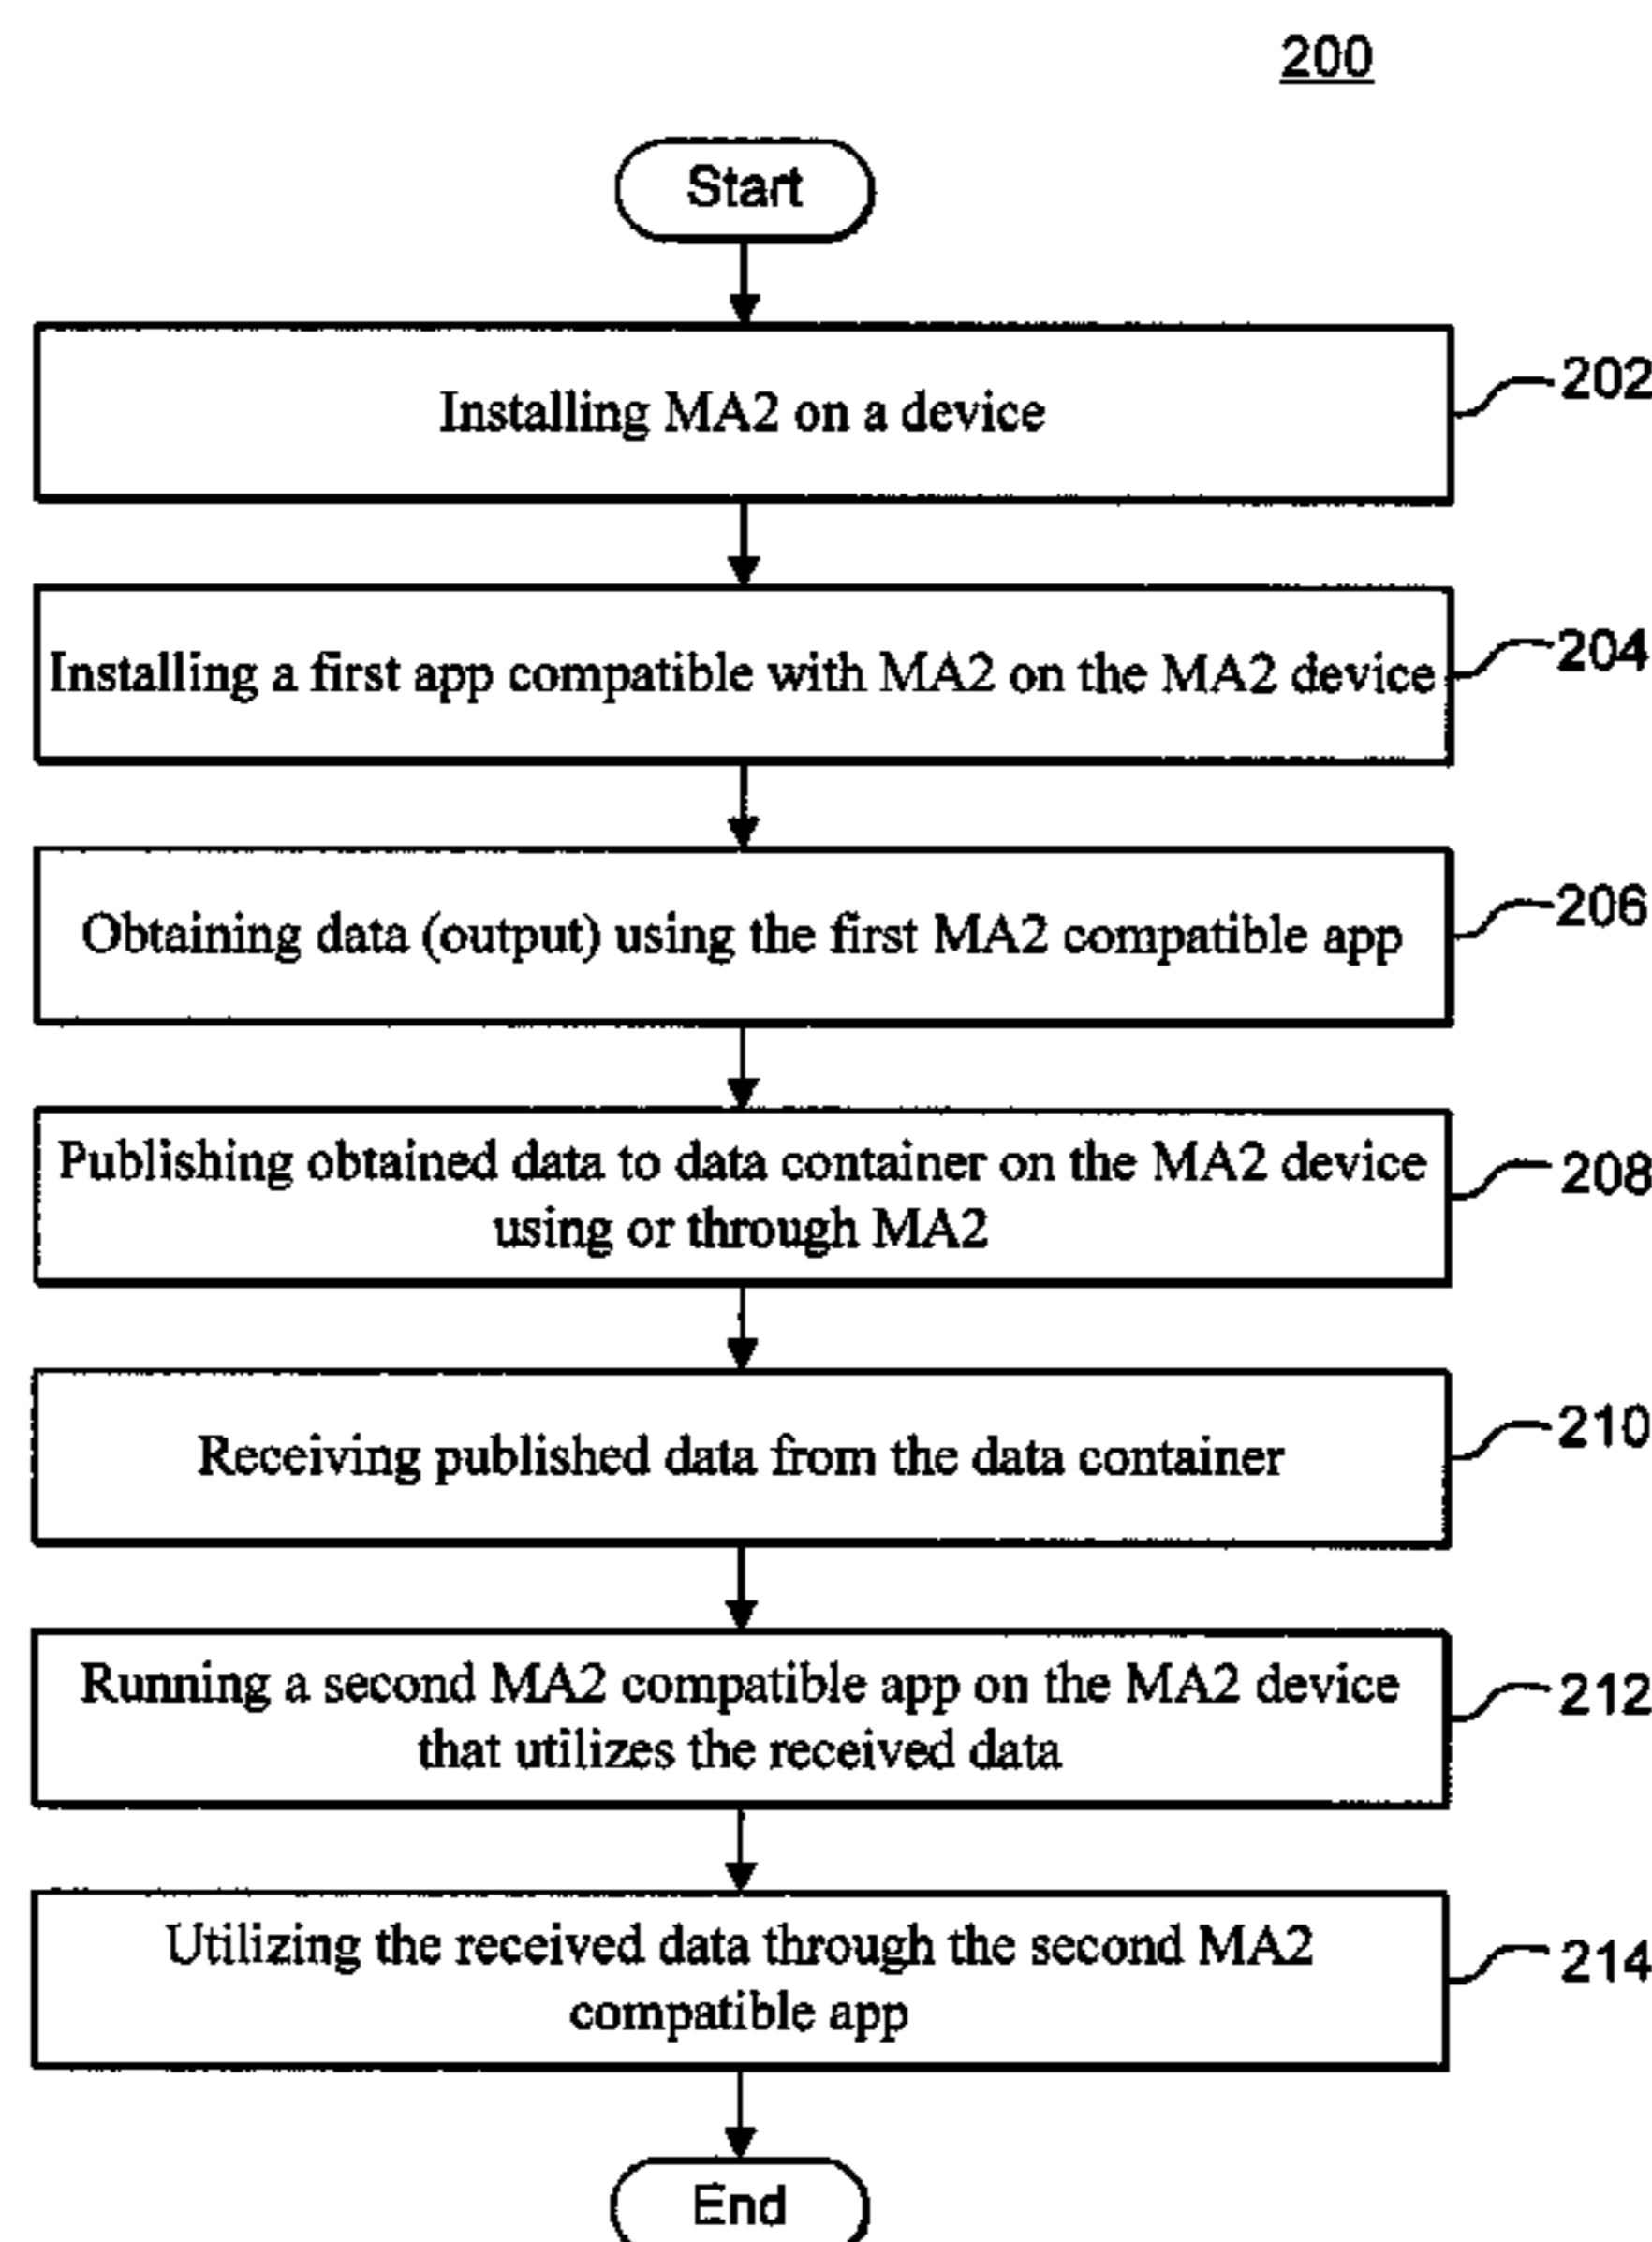 200
Start
Installing MA2 on a device
202
Installing a first app compatible with MA2 on the MA2 device
204
Obtaining data (output) using the first MA2 compatible app
206
Publishing obtained data to data container on the MA2 device
using or through MA2
208
Receiving published data from the data container
210
Running a second MA2 compatible app on the MA2 device
that utilizes the received data
212
Utilizing the received data through the second MA2
compatible app
214
End